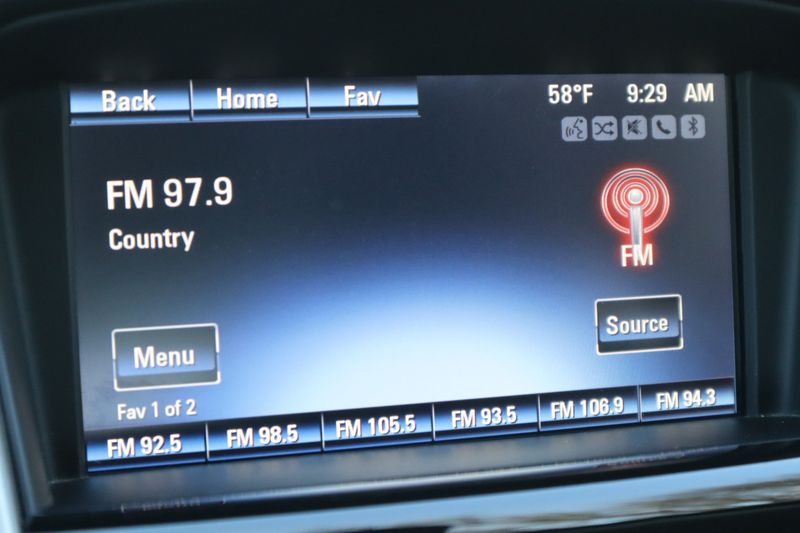 Back Home Fav 58°F 9:29 AM
FM 97.9
Country
FM
Menu Source
Fav 1 of 2
FM 92.5 FM 98.5 FM 105.5 FM 93.5 FM 106.9 FM 94.3